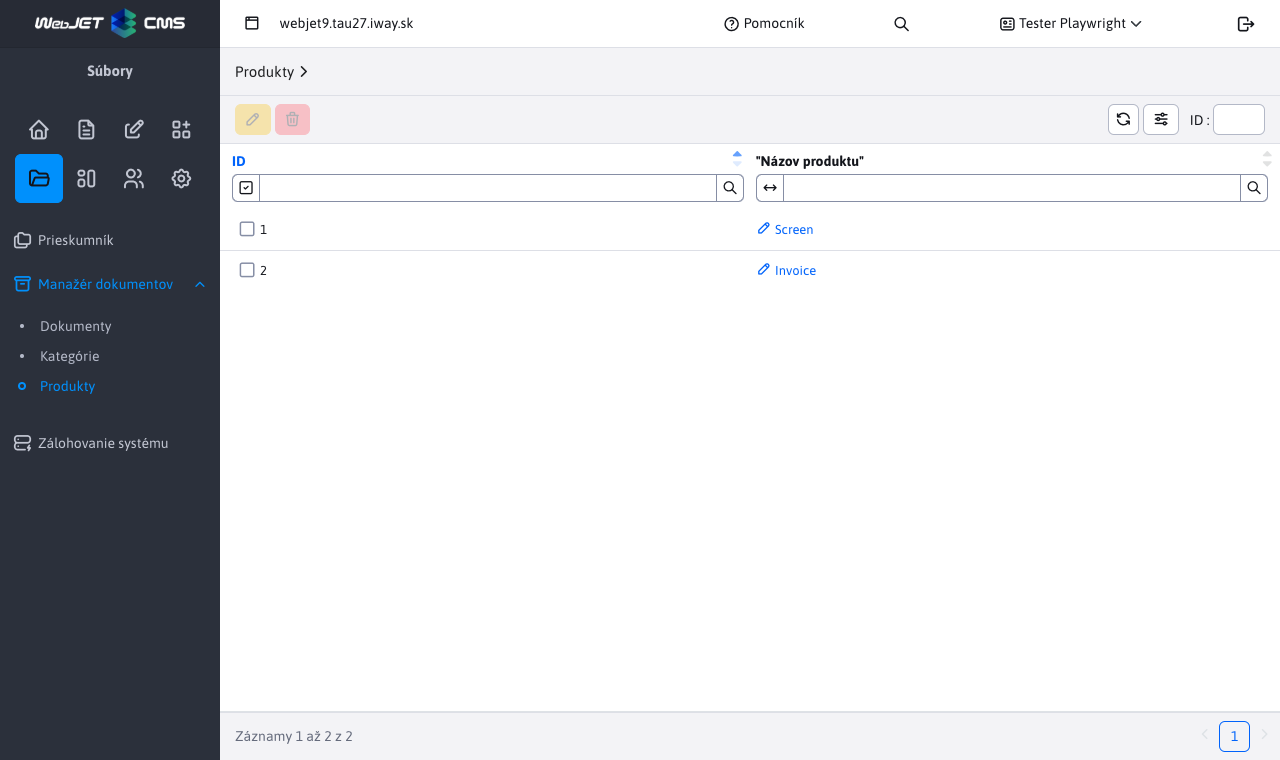 WebJET CMS
webjet9.tau27.iway.sk
Pomocník
Tester Playwright
Súbory
Prieskumník
Manažér dokumentov
Dokumenty
Kategórie
Produkty
Zálohovanie systému
Produkty
ID :
ID
"Názov produktu"
1
Screen
2
Invoice
Záznamy 1 až 2 z 2
1